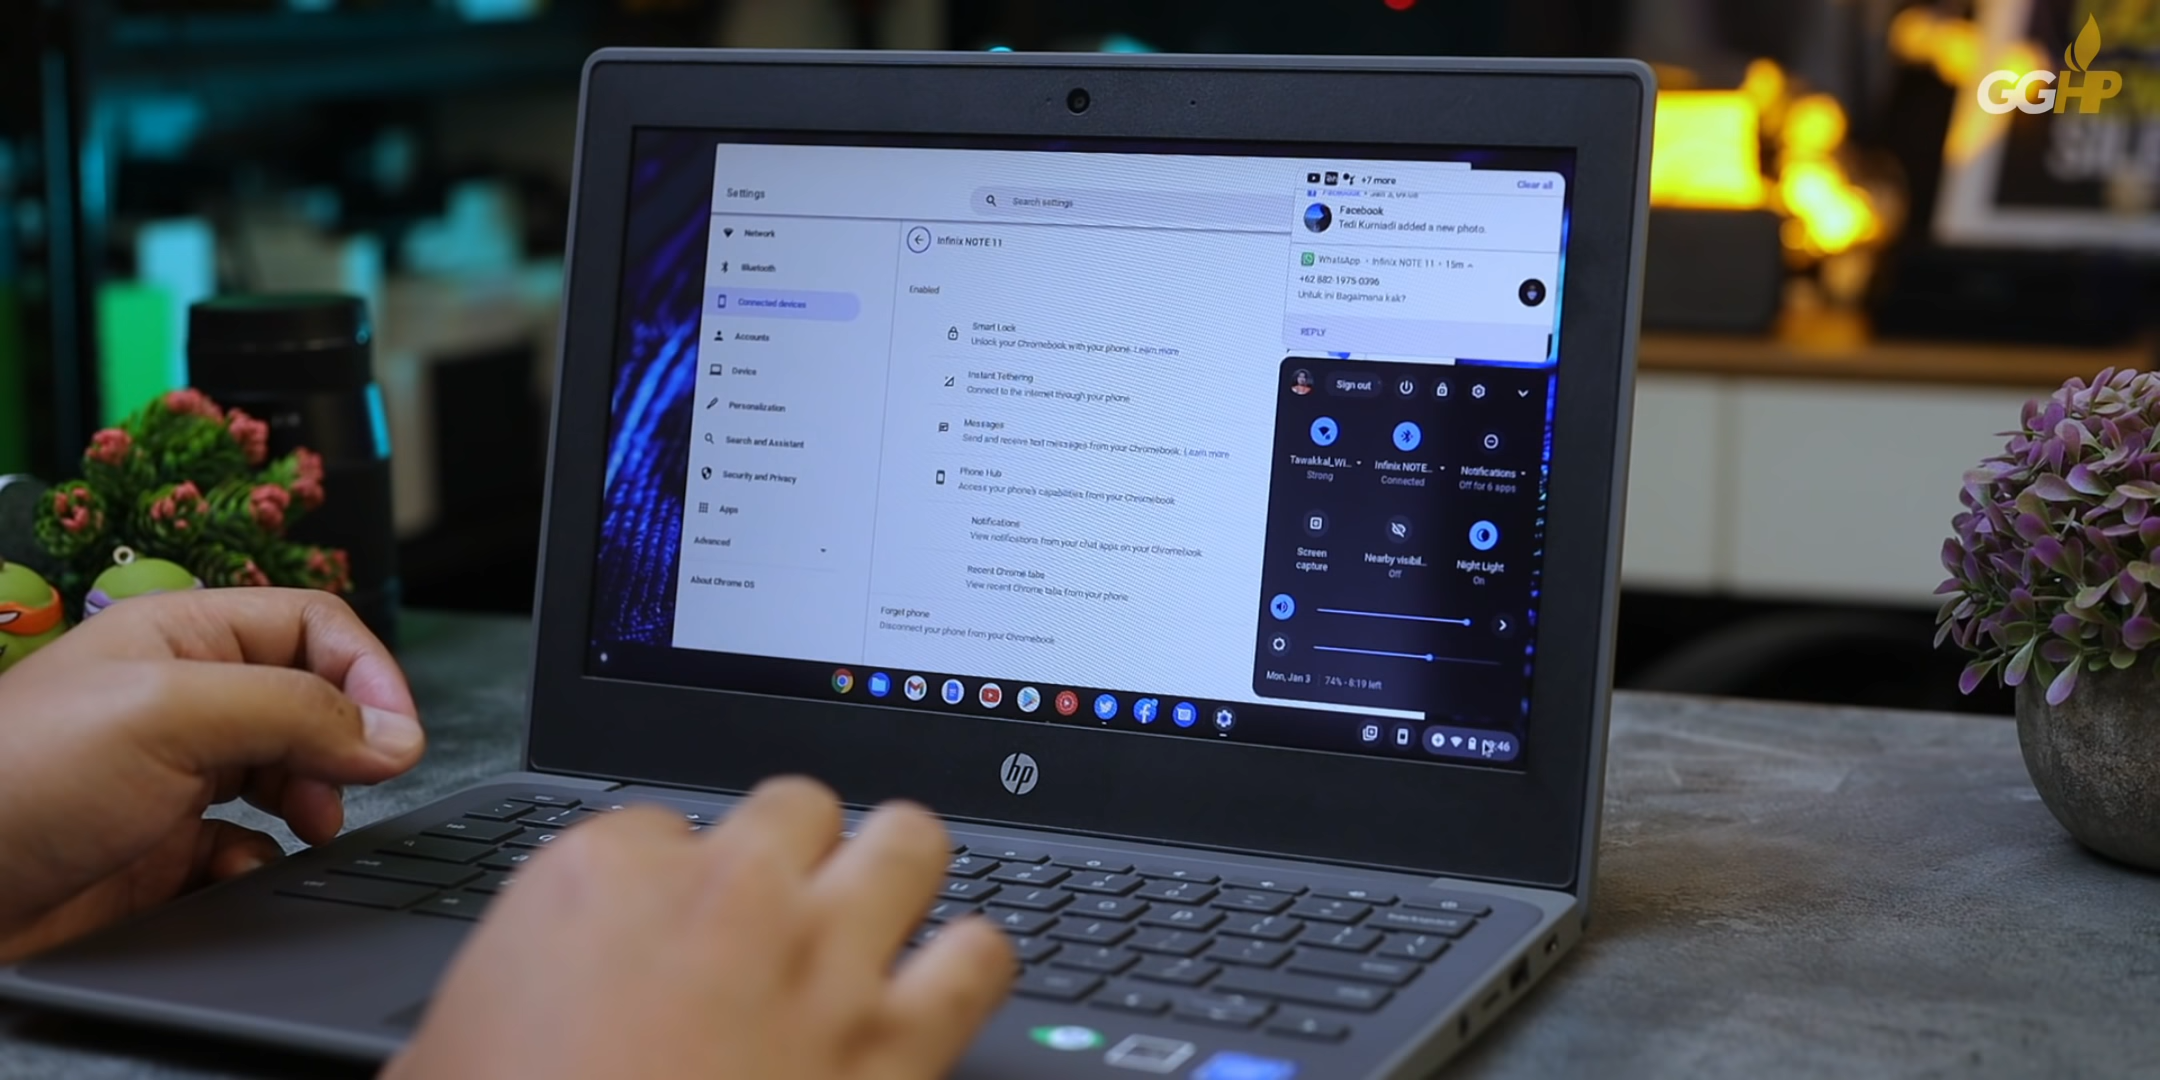 GGHP
Settings
Search settings
Network
Bluetooth
Connected devices
Accounts
Device
Personalization
Search and Assistant
Security and Privacy
Apps
Advanced
About Chrome OS
Infinix NOTE 11
Enabled
Smart Lock
Unlock your Chromebook with your phone. Learn more
Instant Tethering
Connect to the internet through your phone
Messages
Send and receive text messages from your Chromebook. Learn more
Phone Hub
Access your phone's capabilities from your Chromebook
Notifications
View notifications from your chat apps on your Chromebook
Recent Chrome tabs
View recent Chrome tabs from your phone
Forget phone
Disconnect your phone from your Chromebook
+7 more
Clear all
Facebook
Tedi Kurniadi added a new photo.
WhatsApp • Infinix NOTE 11 • 15m
+62 882-1975-0396
Untuk ini Bagaimana kak?
REPLY
Sign out
Tawakkal_Wi...
Strong
Infinix NOTE...
Connected
Notifications
Off for 6 apps
Screen capture
Nearby visibil...
Off
Night Light
On
Mon, Jan 3
74% - 8:19 left
:46
hp